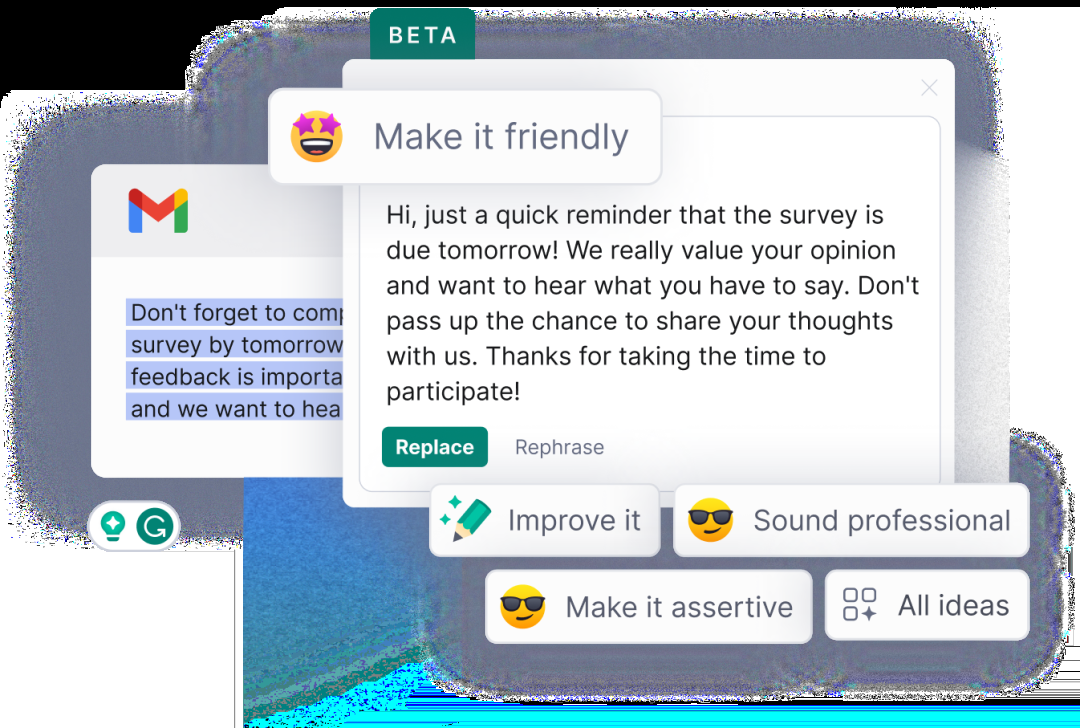 BETA
Make it friendly
Hi, just a quick reminder that the survey is
due tomorrow! We really value your opinion
and want to hear what you have to say. Don't
pass up the chance to share your thoughts
with us. Thanks for taking the time to
participate!
Replace Rephrase
Don't forget to
survey by tomorrow
feedback is
and we want to
Improve it
Sound professional
Make it assertive
All ideas